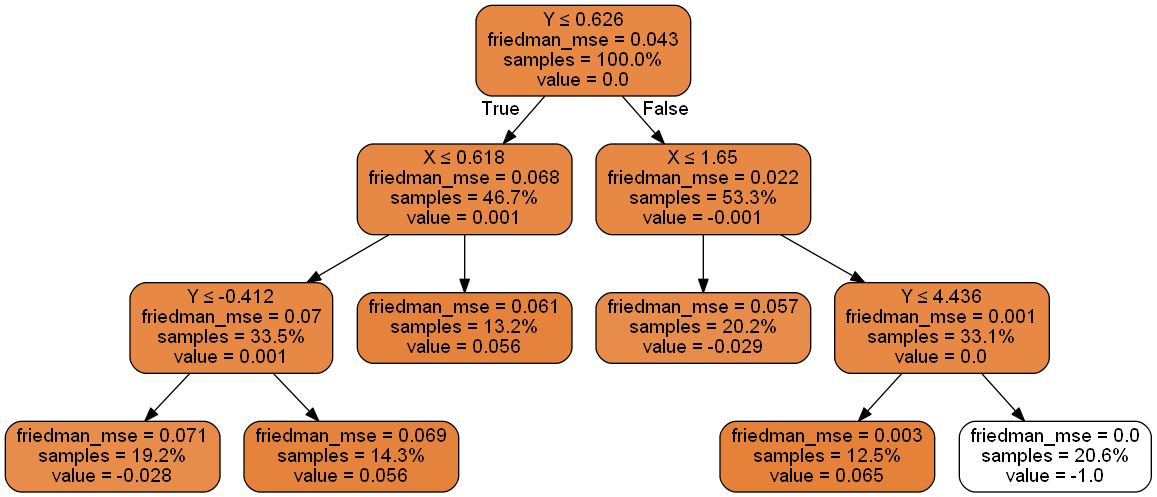 Y ≤ 0.626
friedman_mse = 0.043
samples = 100.0%
value = 0.0
True
False
X ≤ 0.618
friedman_mse = 0.068
samples = 46.7%
value = 0.001
X ≤ 1.65
friedman_mse = 0.022
samples = 53.3%
value = -0.001
Y ≤ -0.412
friedman_mse = 0.07
samples = 33.5%
value = 0.001
friedman_mse = 0.061
samples = 13.2%
value = 0.056
friedman_mse = 0.057
samples = 20.2%
value = -0.029
Y ≤ 4.436
friedman_mse = 0.001
samples = 33.1%
value = 0.0
friedman_mse = 0.071
samples = 19.2%
value = -0.028
friedman_mse = 0.069
samples = 14.3%
value = 0.056
friedman_mse = 0.003
samples = 12.5%
value = 0.065
friedman_mse = 0.0
samples = 20.6%
value = -1.0